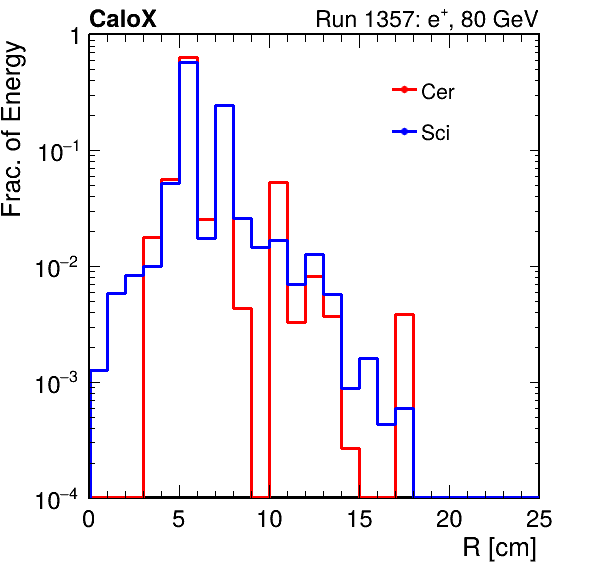 CaloX Run 1357: e⁺, 80 GeV
Frac. of Energy
1
10⁻¹
10⁻²
10⁻³
10⁻⁴
Cer
Sci
0 5 10 15 20 25
R [cm]